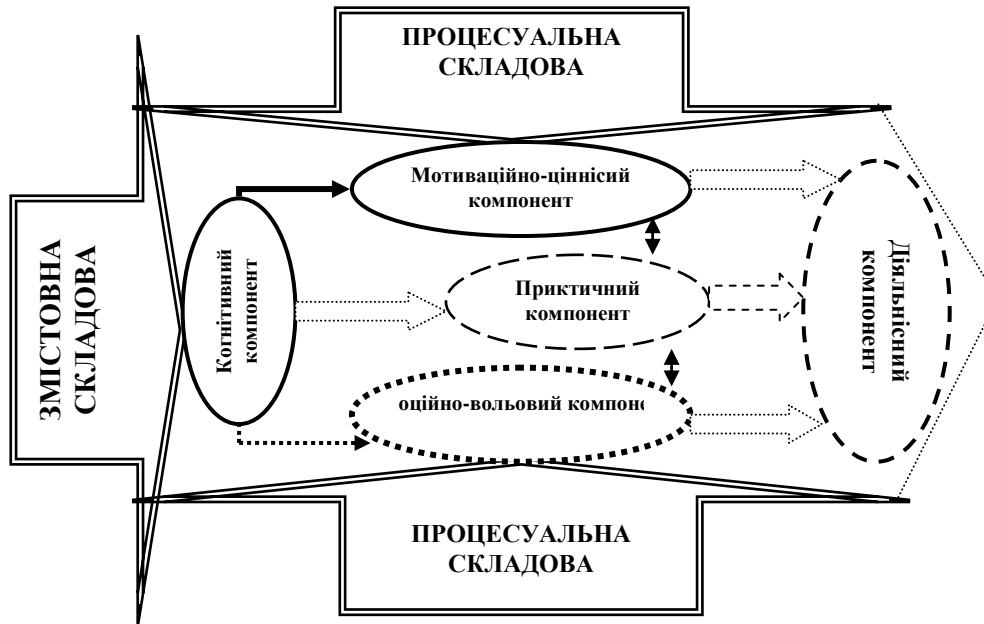 ПРОЦЕСУАЛЬНА
СКЛАДОВА
ЗМІСТОВНА
СКЛАДОВА
Когнітивний
компонент
Мотиваційно-ціннісий
компонент
Приктичний
компонент
оційно-вольовий компоне
Діяльнісний
компонент
ПРОЦЕСУАЛЬНА
СКЛАДОВА